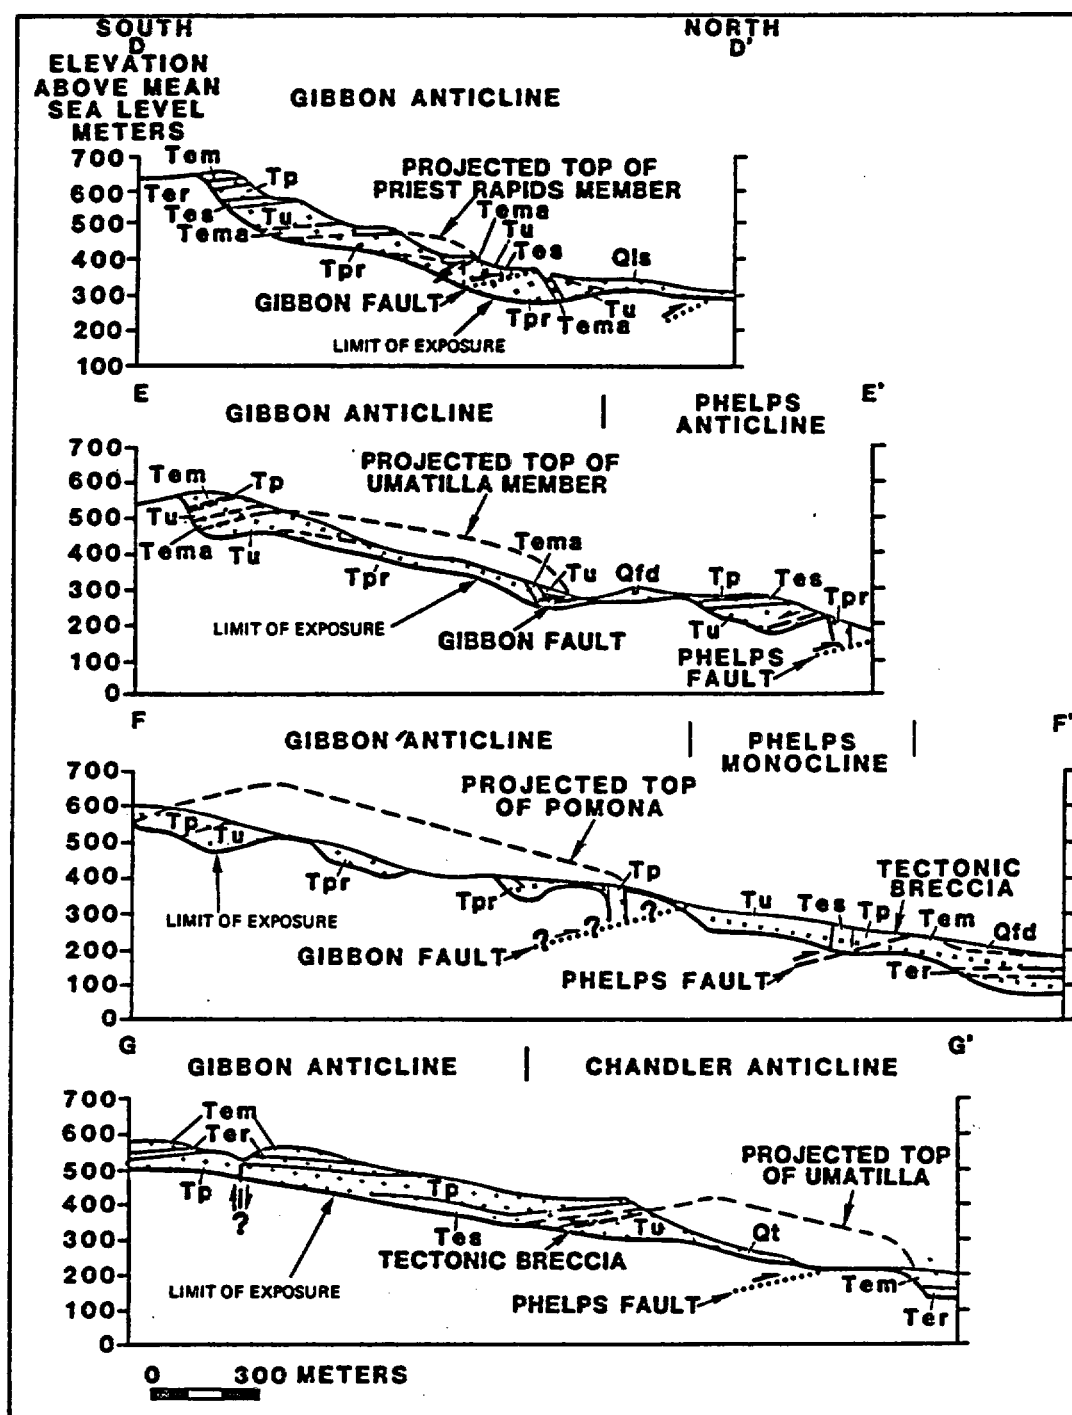 SOUTH
D
NORTH
D'
ELEVATION
ABOVE MEAN
SEA LEVEL
METERS
GIBBON ANTICLINE
700
600
500
400
300
200
100
Tem
Ter
Tp
Tes
Tu
Tema
Tpr
PROJECTED TOP OF
PRIEST RAPIDS MEMBER
Tema
Tu
Tes
Qls
GIBBON FAULT
Tpr
Tema
Tu
LIMIT OF EXPOSURE
E
E'
GIBBON ANTICLINE
PHELPS
ANTICLINE
700
600
500
400
300
200
100
0
Tem
Tp
Tu
Tema
Tu
Tpr
PROJECTED TOP OF
UMATILLA MEMBER
Tema
Tu
Qfd
Tp
Tes
Tpr
Tu
LIMIT OF EXPOSURE
GIBBON FAULT
PHELPS
FAULT
F
F'
GIBBON ANTICLINE
PHELPS
MONOCLINE
700
600
500
400
300
200
100
0
Tp
Tu
Tpr
LIMIT OF EXPOSURE
PROJECTED TOP
OF POMONA
Tpr
Tp
?
?
?
GIBBON FAULT
TECTONIC
BRECCIA
Tu
Tes
Tp
Tem
Qfd
Ter
PHELPS FAULT
G
G'
GIBBON ANTICLINE
CHANDLER ANTICLINE
700
600
500
400
300
200
100
0
Tem
Ter
Tp
?
Tp
Tes
TECTONIC BRECCIA
Tu
Qt
PROJECTED TOP
OF UMATILLA
LIMIT OF EXPOSURE
PHELPS FAULT
Tem
Ter
0 300 METERS